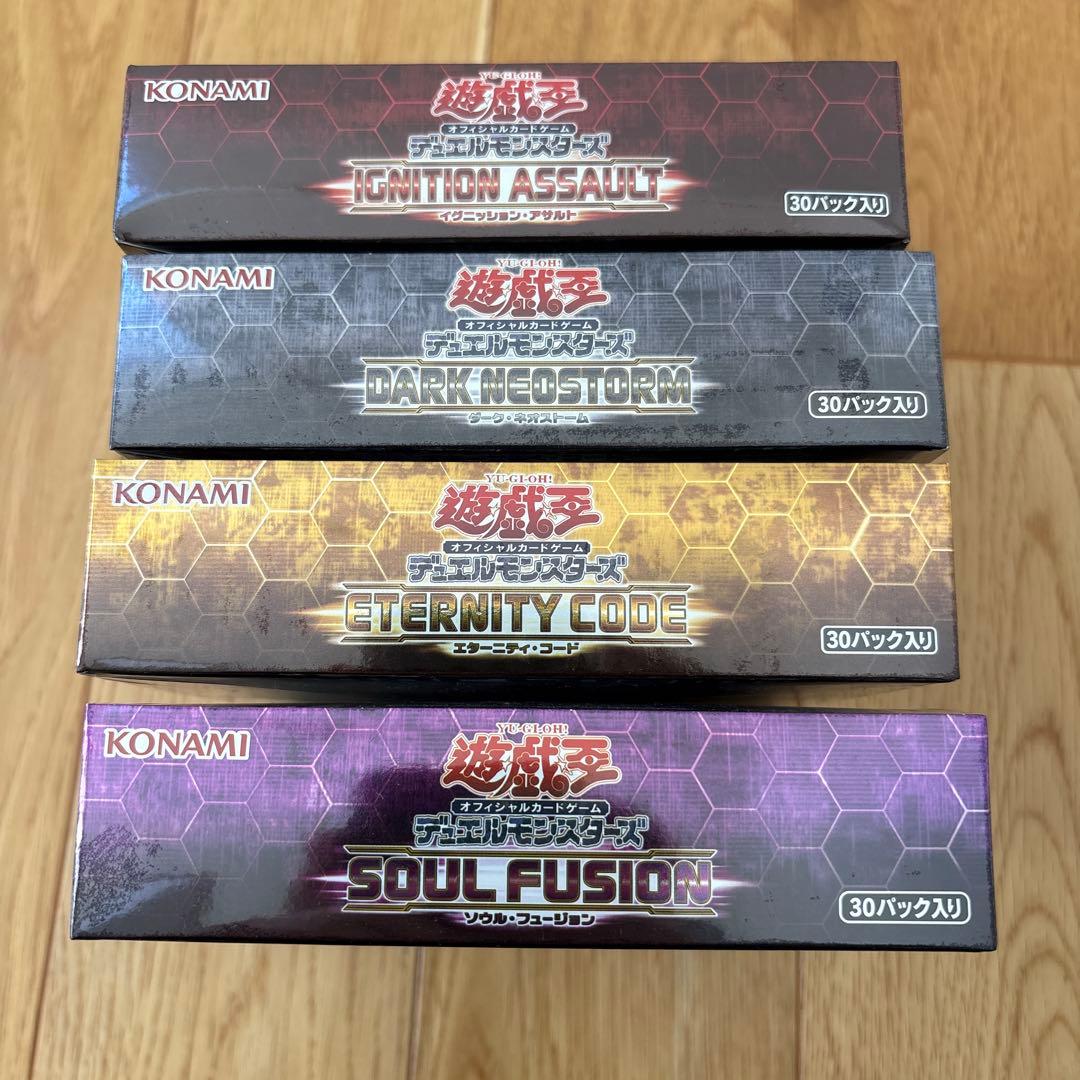 KONAMI
YU-GI-OH!
遊戯王
オフィシャルカードゲーム
デュエルモンスターズ
IGNITION ASSAULT
イグニッション・アサルト
30パック入り
KONAMI
YU-GI-OH!
遊戯王
オフィシャルカードゲーム
デュエルモンスターズ
DARK NEOSTORM
ダーク・ネオストーム
30パック入り
KONAMI
YU-GI-OH!
遊戯王
オフィシャルカードゲーム
デュエルモンスターズ
ETERNITY CODE
エターニティ・コード
30パック入り
KONAMI
YU-GI-OH!
遊戯王
オフィシャルカードゲーム
デュエルモンスターズ
SOUL FUSION
ソウル・フュージョン
30パック入り